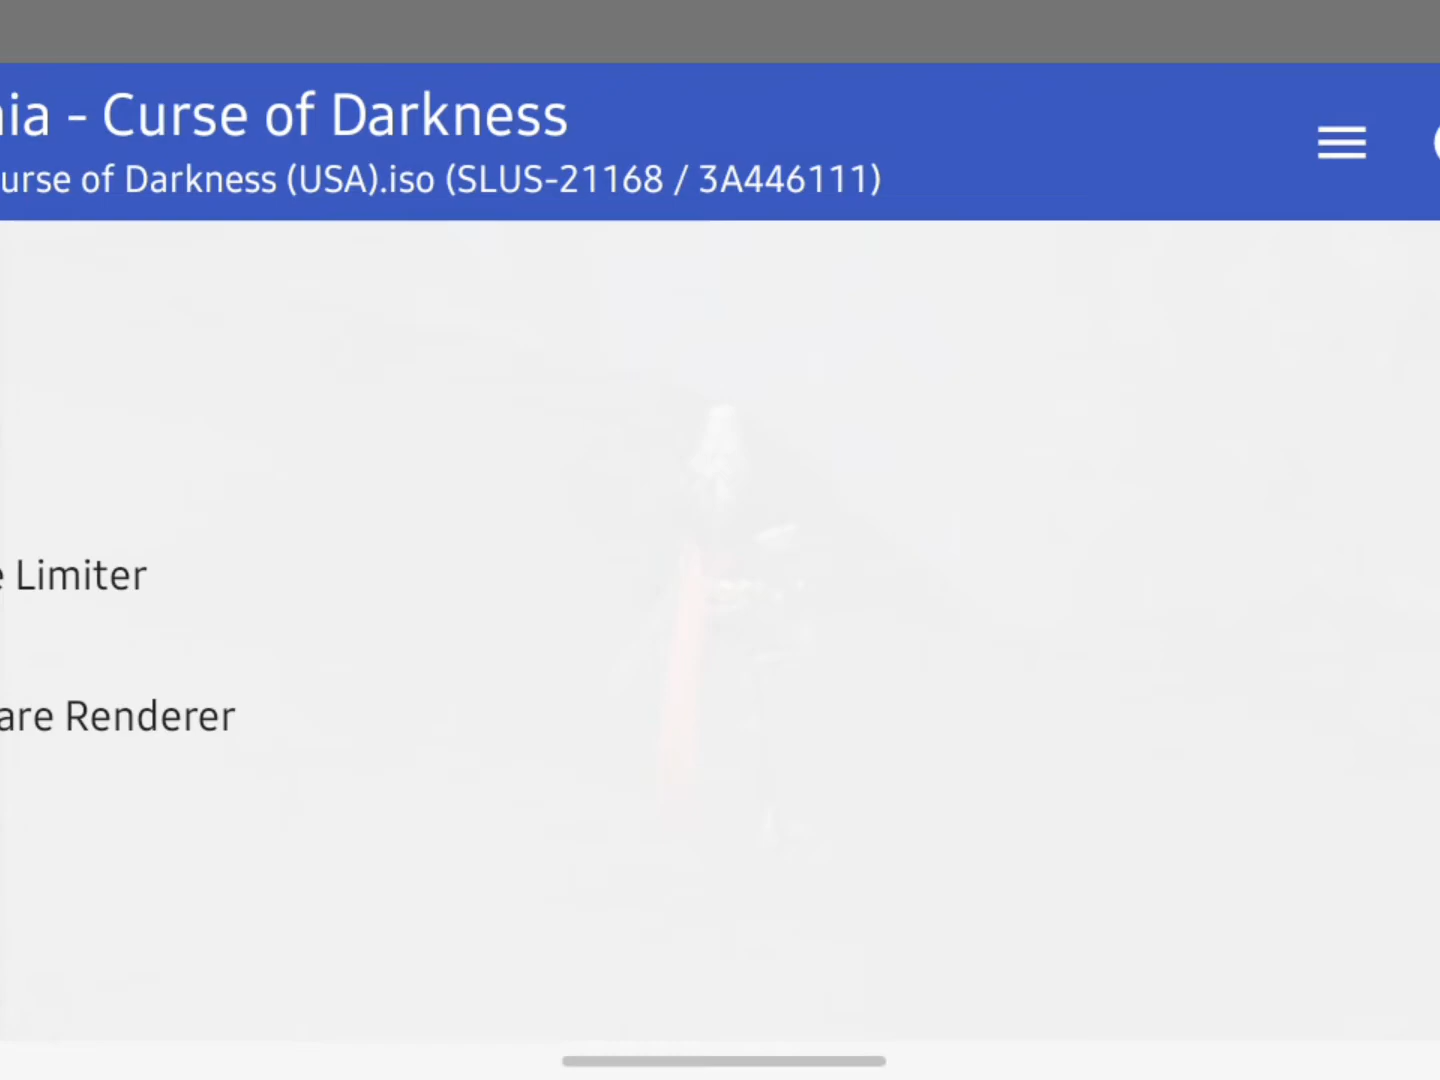 ia - Curse of Darkness
urse of Darkness (USA).iso (SLUS-21168 / 3A446111)
e Limiter
are Renderer